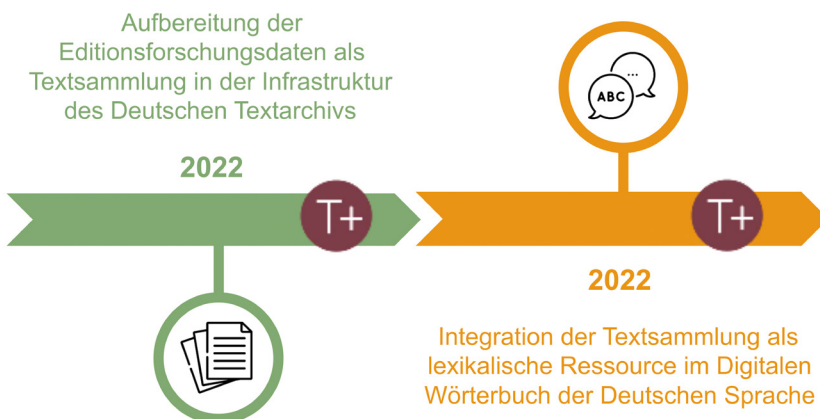 Aufbereitung der
Editionsforschungsdaten als
Textsammlung in der Infrastruktur
des Deutschen Textarchivs
2022
T+
ABC
...
T+
2022
Integration der Textsammlung als
lexikalische Ressource im Digitalen
Wörterbuch der Deutschen Sprache